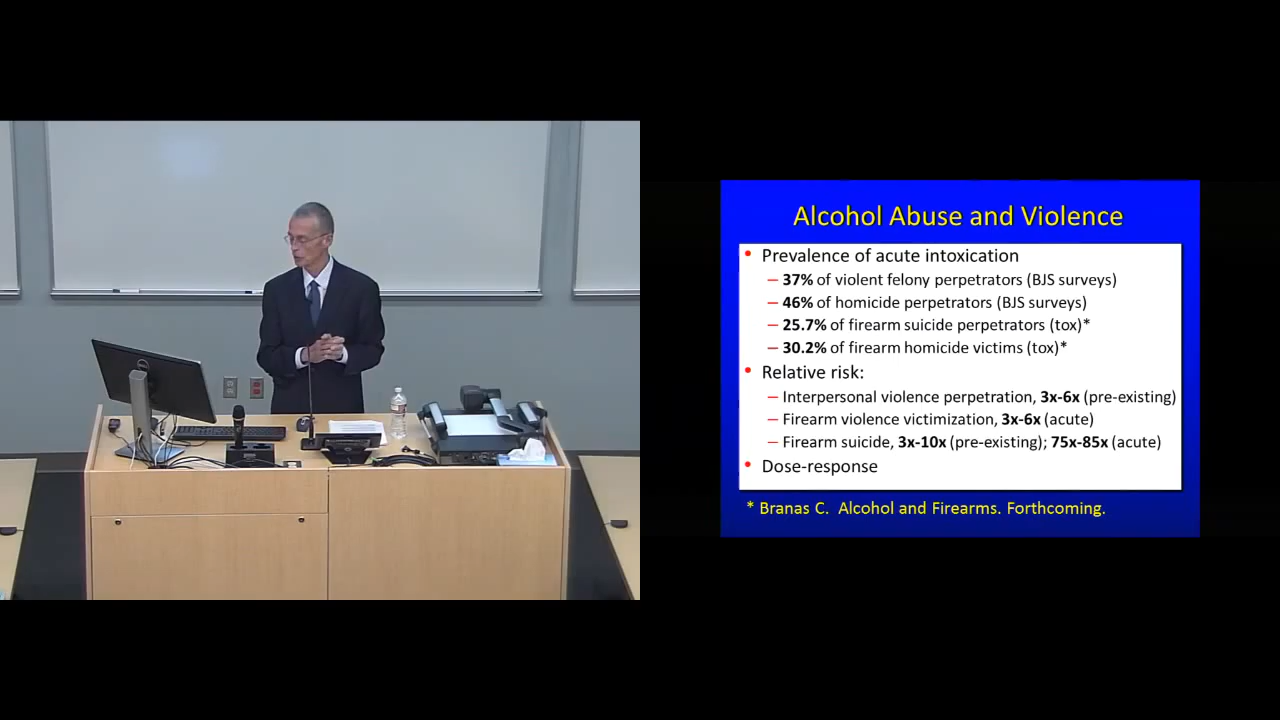 Alcohol Abuse and Violence
• Prevalence of acute intoxication
– 37% of violent felony perpetrators (BJS surveys)
– 46% of homicide perpetrators (BJS surveys)
– 25.7% of firearm suicide perpetrators (tox)*
– 30.2% of firearm homicide victims (tox)*
• Relative risk:
– Interpersonal violence perpetration, 3x-6x (pre-existing)
– Firearm violence victimization, 3x-6x (acute)
– Firearm suicide, 3x-10x (pre-existing); 75x-85x (acute)
• Dose-response
* Branas C. Alcohol and Firearms. Forthcoming.